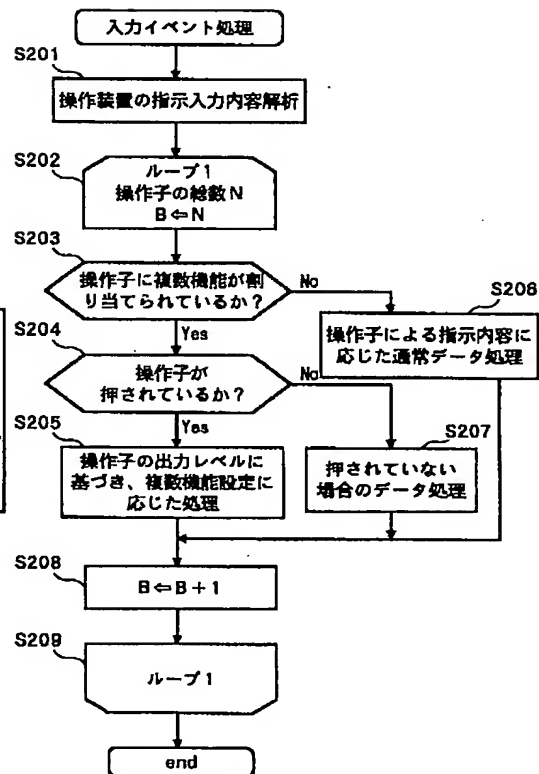 入力イベント処理
S201
操作装置の指示入力内容解析
S202
ループ1
操作子の総数N
B⇐N
S203
操作子に複数機能が割
り当てられているか?
No
S206
操作子による指示内容に
応じた通常データ処理
Yes
S204
操作子が
押されているか?
No
S207
押されていない
場合のデータ処理
Yes
S205
操作子の出力レベルに
基づき、複数機能設定に
応じた処理
S208
B⇐B+1
S209
ループ1
end